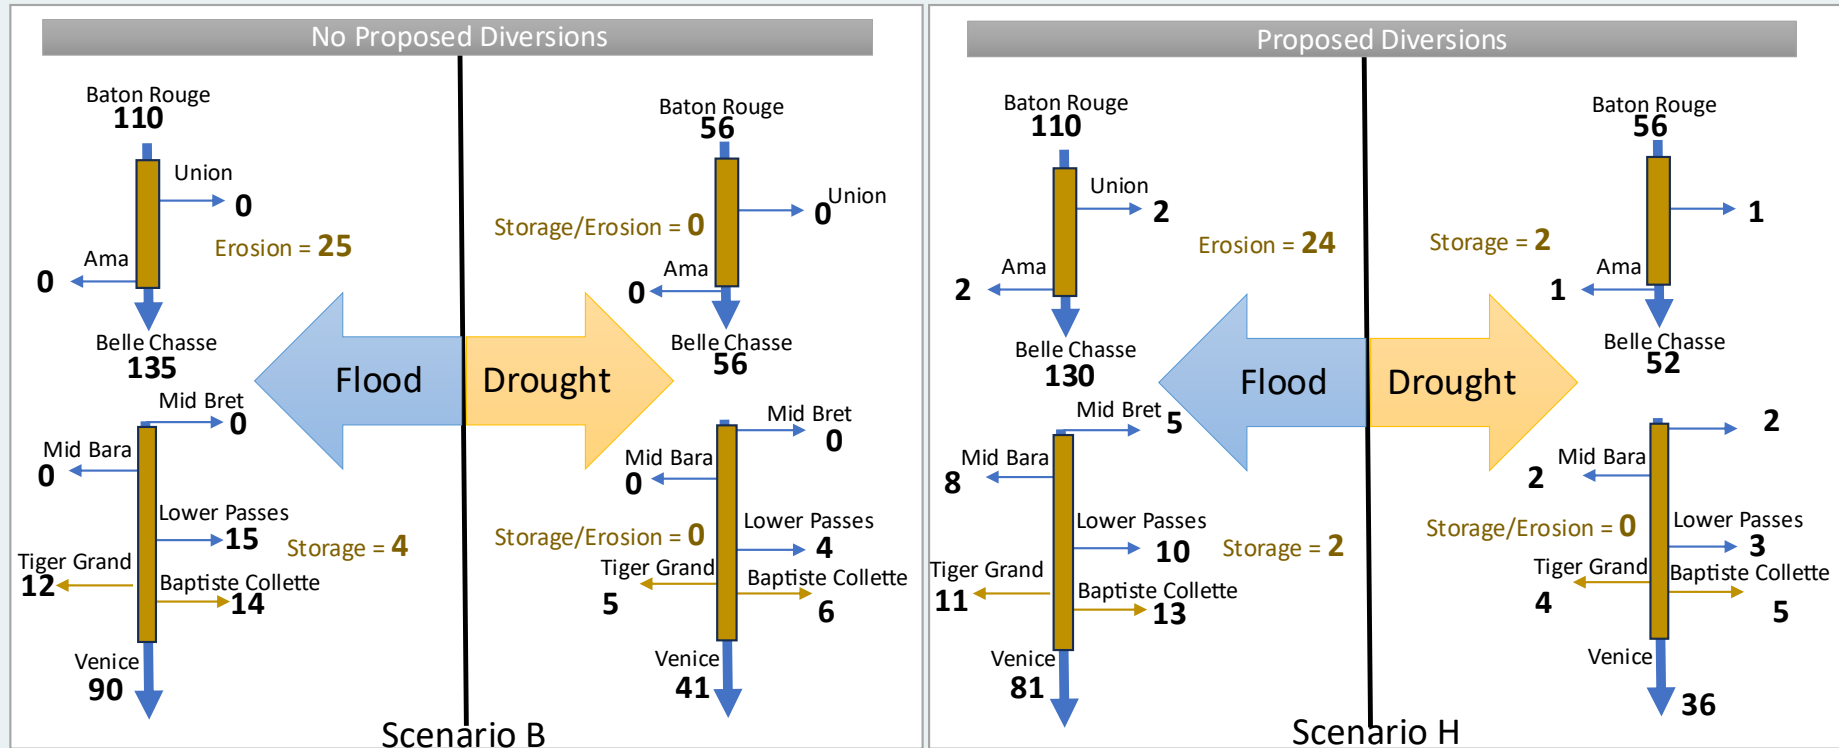 No Proposed Diversions
Baton Rouge
110
Union
0
Erosion = 25
Ama
0
Belle Chasse
135
Mid Bret
0
Mid Bara
0
Lower Passes
15
Storage = 4
Tiger Grand
12
Baptiste Collette
14
Venice
90
Flood
Drought
Baton Rouge
56
Union
0
Storage/Erosion = 0
Ama
0
Belle Chasse
56
Mid Bret
0
Mid Bara
0
Lower Passes
4
Storage/Erosion = 0
Tiger Grand
5
Baptiste Collette
6
Venice
41
Scenario B
Proposed Diversions
Baton Rouge
110
Union
2
Erosion = 24
Ama
2
Belle Chasse
130
Mid Bret
5
Mid Bara
8
Lower Passes
10
Storage = 2
Tiger Grand
11
Baptiste Collette
13
Venice
81
Flood
Drought
Baton Rouge
56
1
Storage = 2
Ama
1
Belle Chasse
52
2
Mid Bara
2
Storage/Erosion = 0
Lower Passes
3
Tiger Grand
4
Baptiste Collette
5
Venice
36
Scenario H